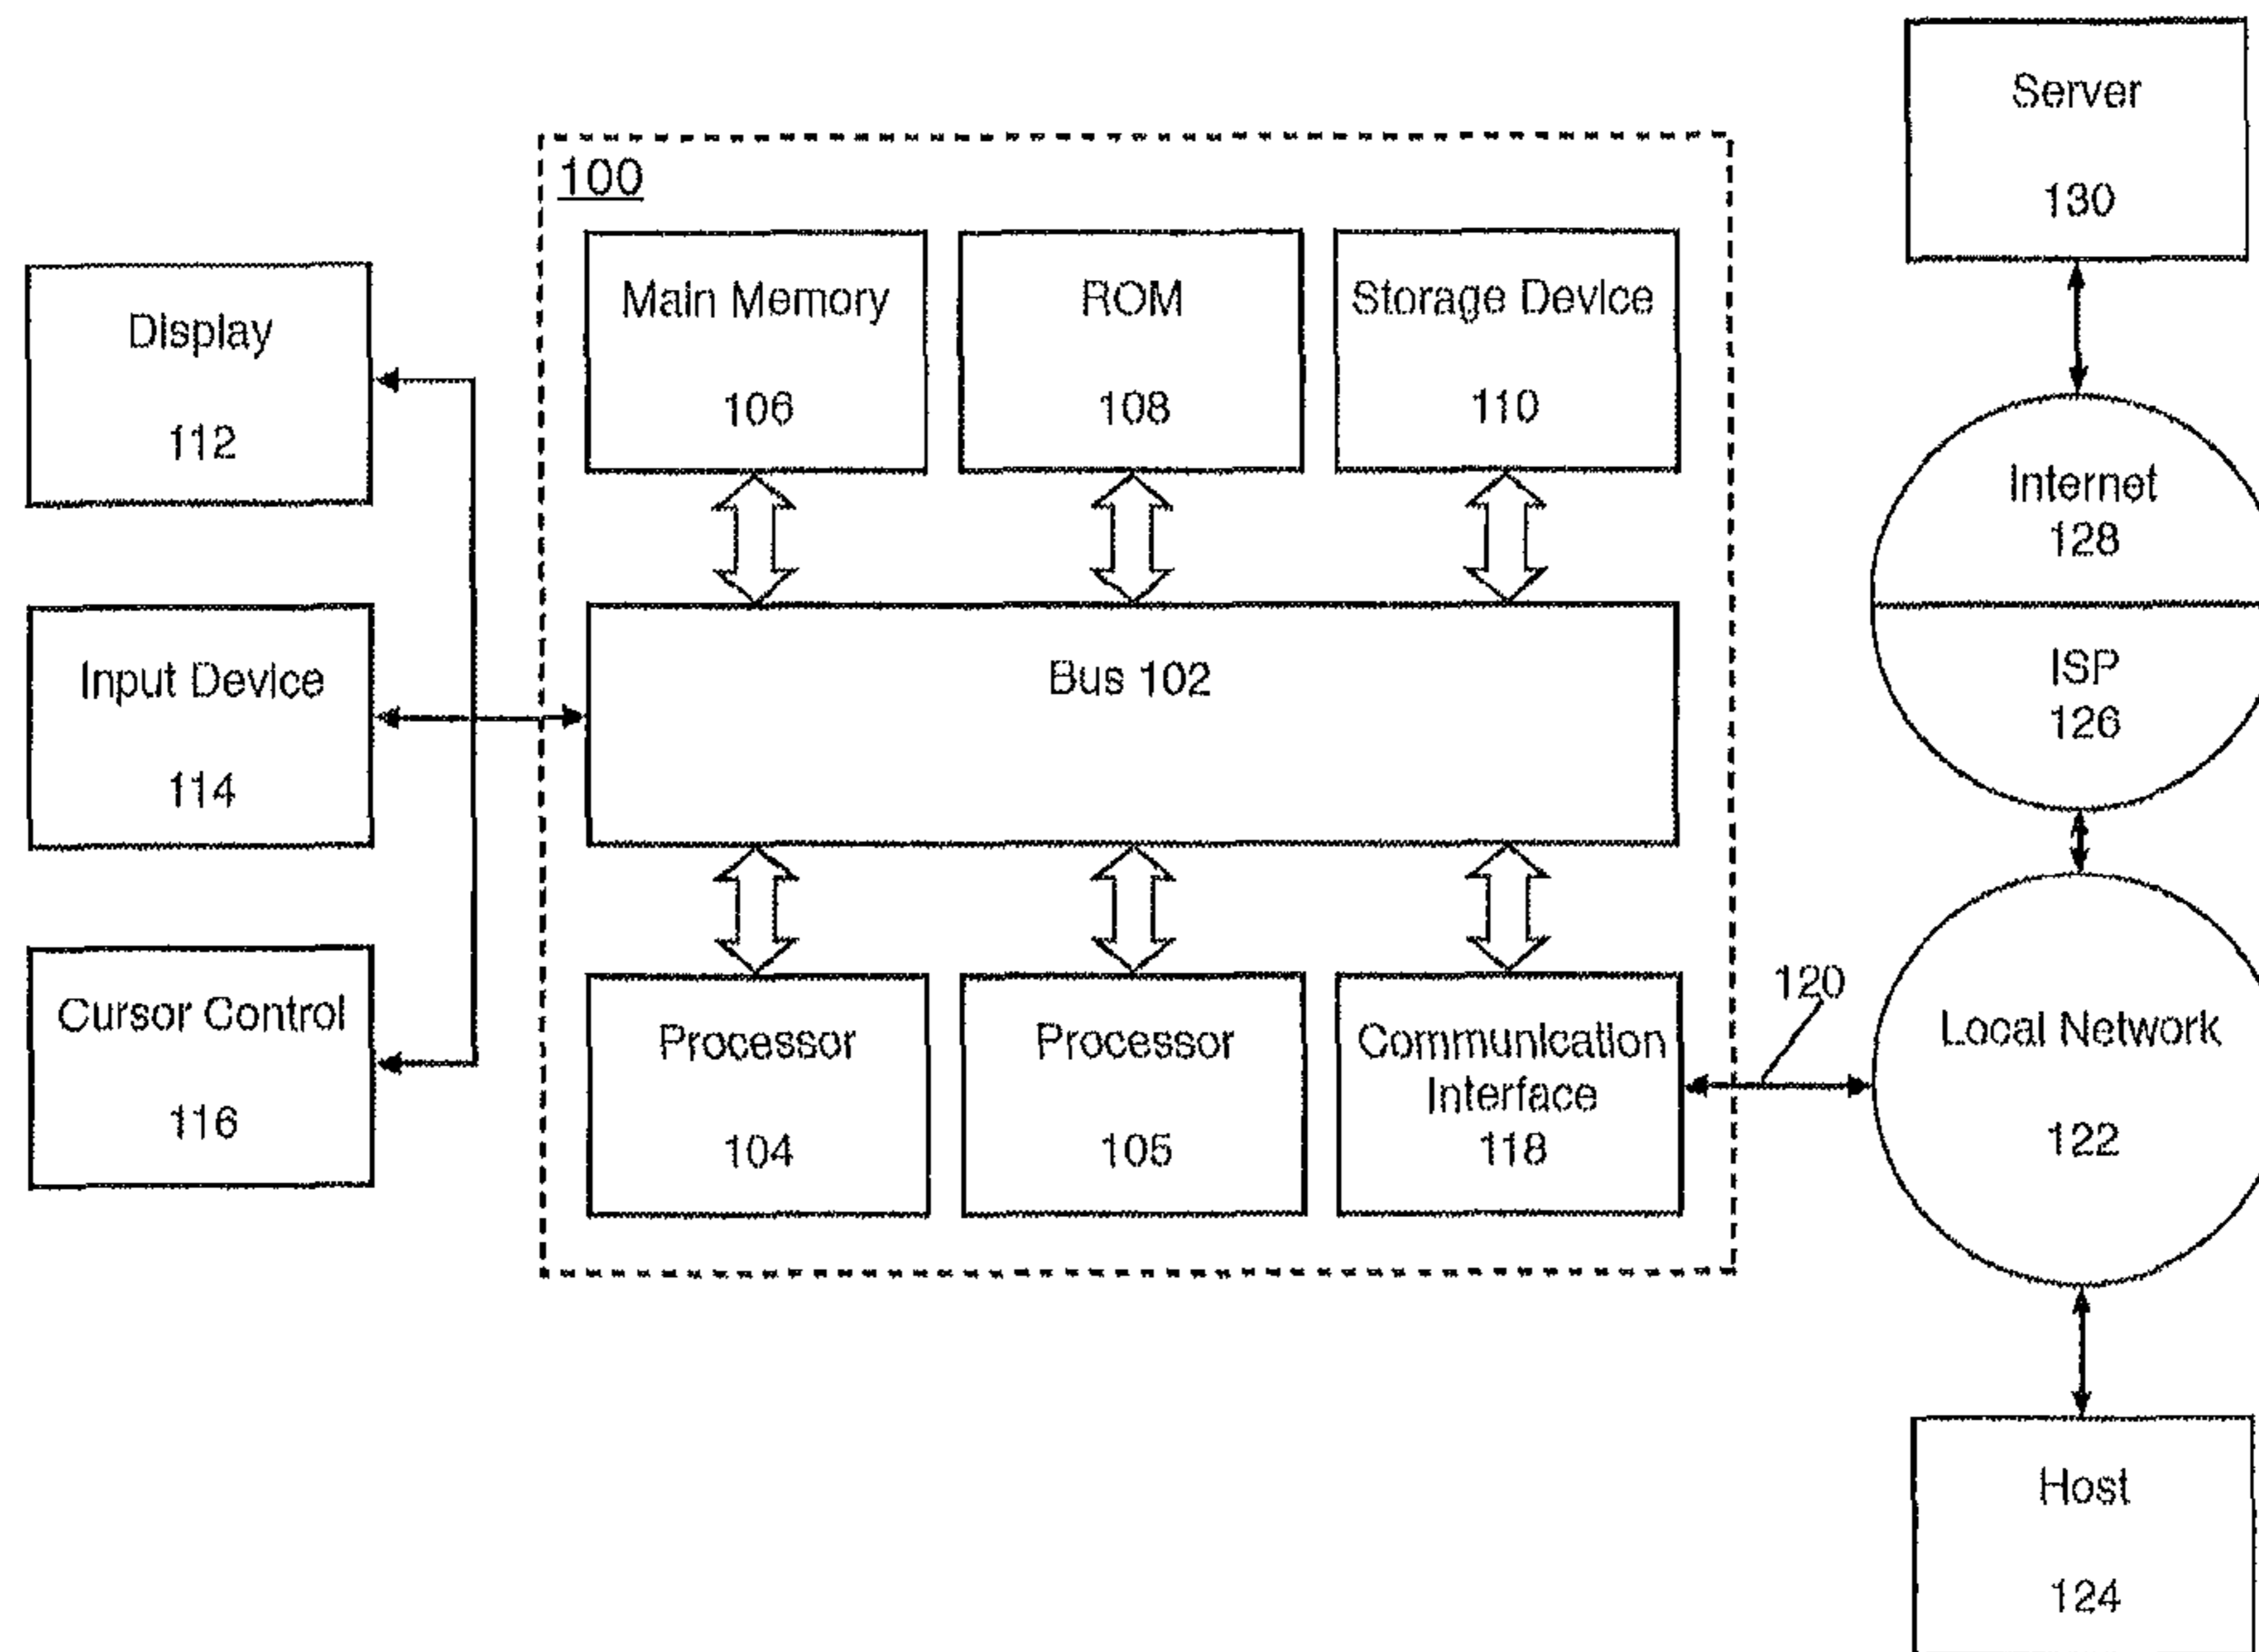 Server
130
100
Main Memory
106
ROM
108
Storage Device
110
Display
112
Internet
128
ISP
126
Bus 102
Input Device
114
Cursor Control
116
Processor
104
Processor
105
Communication
Interface
118
120
Local Network
122
Host
124